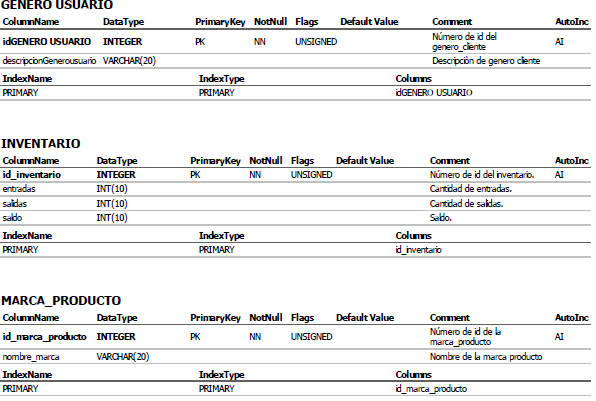 GENERO USUARIO
ColumnName DataType PrimaryKey NotNull Flags Default Value Comment AutoInc
idGENERO USUARIO INTEGER PK NN UNSIGNED Número de id del genero_cliente AI
descripcionGenerousuario VARCHAR(20) Descripción de genero cliente
IndexName IndexType Columns
PRIMARY PRIMARY idGENERO USUARIO
INVENTARIO
ColumnName DataType PrimaryKey NotNull Flags Default Value Comment AutoInc
id_inventario INTEGER PK NN UNSIGNED Número de id del inventario. AI
entradas INT(10) Cantidad de entradas.
salidas INT(10) Cantidad de salidas.
saldo INT(10) Saldo.
IndexName IndexType Columns
PRIMARY PRIMARY id_inventario
MARCA_PRODUCTO
ColumnName DataType PrimaryKey NotNull Flags Default Value Comment AutoInc
id_marca_producto INTEGER PK NN UNSIGNED Número de id de la marca_producto AI
nombre_marca VARCHAR(20) Nombre de la marca producto
IndexName IndexType Columns
PRIMARY PRIMARY id_marca_producto